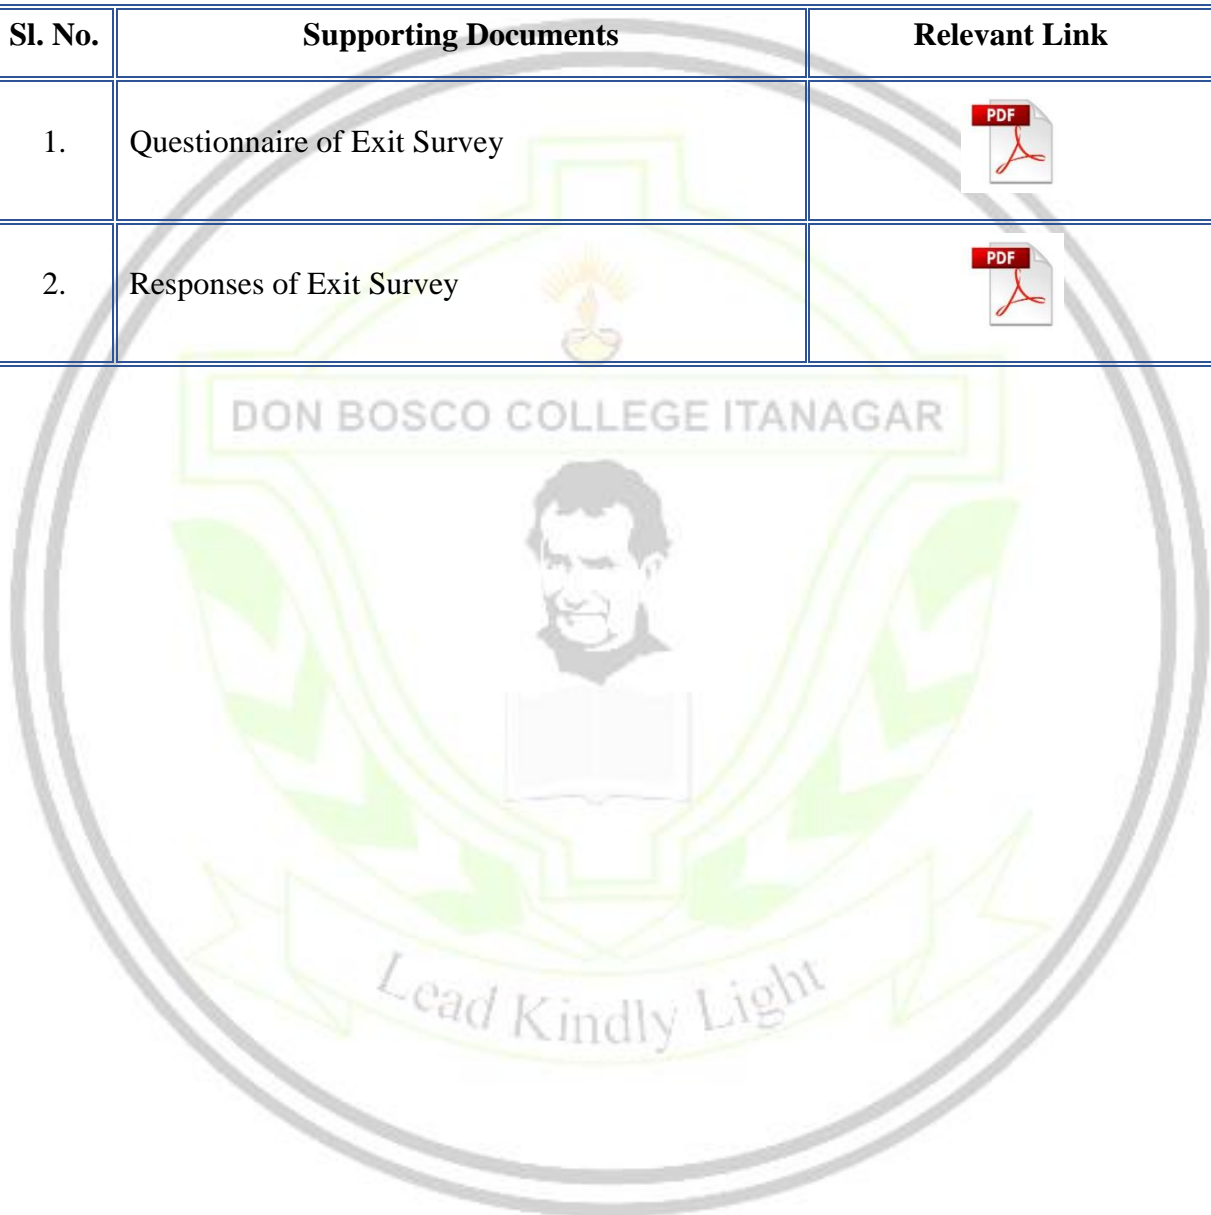 Sl. No. Supporting Documents Relevant Link
1. Questionnaire of Exit Survey PDF
2. Responses of Exit Survey PDF
DON BOSCO COLLEGE ITANAGAR
Lead Kindly Light